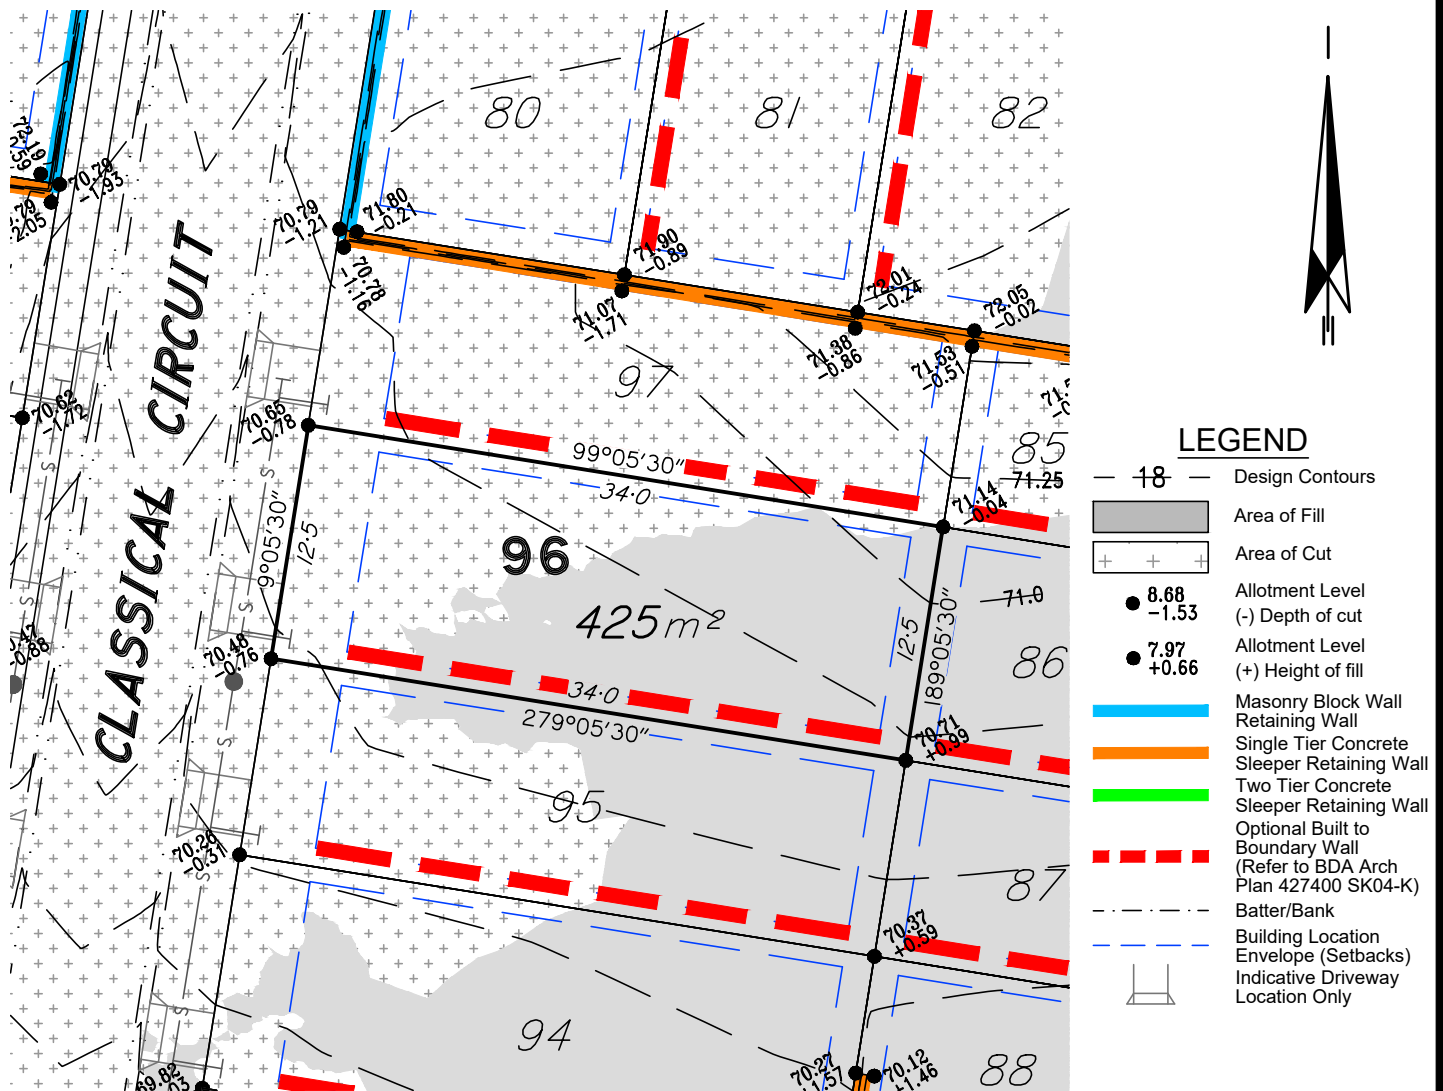 80
81
82
70.79
-1.93
70.79
-1.21
71.80
-0.21
70.78
-1.16
71.90
-0.89
71.07
-1.71
72.01
-0.24
71.38
-0.86
72.05
-0.02
71.53
-0.51
CLASSICAL CIRCUIT
97
85
71.25
70.62
-1.72
70.65
-0.78
99°05'30"
34·0
71.14
-0.04
9°05'30"
12·5
96
425m²
71.0
12·5
189°05'30"
86
70.48
-0.76
34·0
279°05'30"
70.71
+0.99
95
87
70.26
-0.31
70.37
+0.59
94
88
70.27
70.12
+1.46
69.82
S
S
S
S
S
S
S
LEGEND
18 Design Contours
Area of Fill
Area of Cut
8.68
-1.53
Allotment Level
(-) Depth of cut
7.97
+0.66
Allotment Level
(+) Height of fill
Masonry Block Wall
Retaining Wall
Single Tier Concrete
Sleeper Retaining Wall
Two Tier Concrete
Sleeper Retaining Wall
Optional Built to
Boundary Wall
(Refer to BDA Arch
Plan 427400 SK04-K)
Batter/Bank
Building Location
Envelope (Setbacks)
Indicative Driveway
Location Only